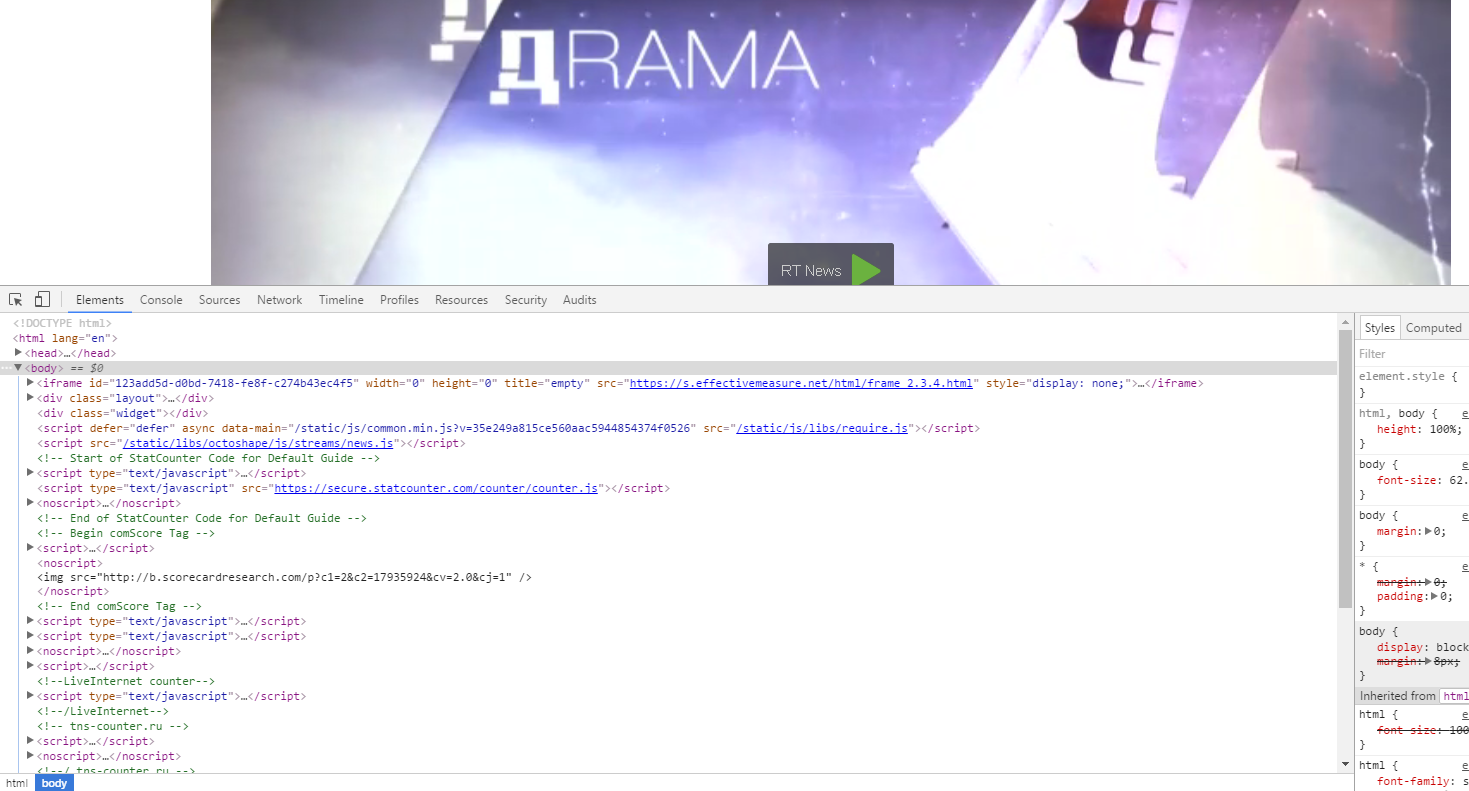 ДRAMA
RT News
Elements Console Sources Network Timeline Profiles Resources Security Audits
<!DOCTYPE html>
<html lang="en">
<head>…</head>
<body> == $0
<iframe id="123add5d-d0bd-7418-fe8f-c274b43ec4f5" width="0" height="0" title="empty" src="https://s.effectivemeasure.net/html/frame_2.3.4.html" style="display: none;">…</iframe>
<div class="layout">…</div>
<div class="widget"></div>
<script defer="defer" async data-main="/static/js/common.min.js?v=35e249a815ce560aac5944854374f0526" src="/static/js/libs/require.js"></script>
<script src="/static/libs/octoshape/js/streams/news.js"></script>
<!-- Start of StatCounter Code for Default Guide -->
<script type="text/javascript">…</script>
<script type="text/javascript" src="https://secure.statcounter.com/counter/counter.js"></script>
<noscript>…</noscript>
<!-- End of StatCounter Code for Default Guide -->
<!-- Begin comScore Tag -->
<script>…</script>
<noscript>
<img src="http://b.scorecardresearch.com/p?c1=2&c2=17935924&cv=2.0&cj=1" />
</noscript>
<!-- End comScore Tag -->
<script type="text/javascript">…</script>
<script type="text/javascript">…</script>
<noscript>…</noscript>
<script>…</script>
<!--LiveInternet counter-->
<script type="text/javascript">…</script>
<!--/LiveInternet-->
<!-- tns-counter.ru -->
<script>…</script>
<noscript>…</noscript>
<!--/ tns-counter.ru -->
html body
Styles Computed
Filter
element.style {
}
html, body { e
height: 100%;
}
body { e
font-size: 62.
}
body { e
margin: 0;
}
* { e
margin: 0;
padding: 0;
}
body {
display: block
margin: 8px;
}
Inherited from html
html { e
font-size: 100
}
html { e
font-family: s